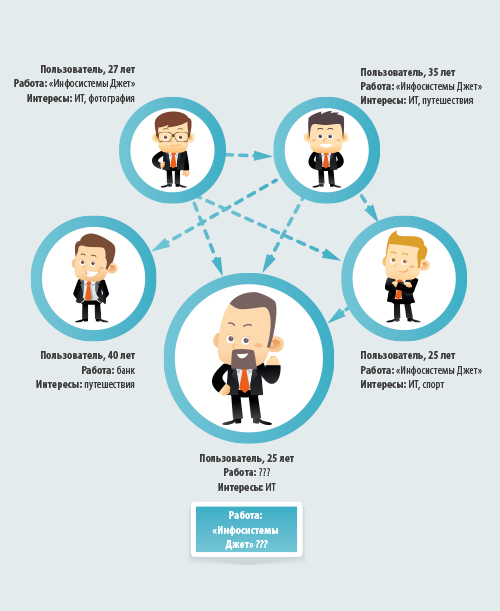 Пользователь, 27 лет
Работа: «Инфосистемы Джет»
Интересы: ИТ, фотография
Пользователь, 35 лет
Работа: «Инфосистемы Джет»
Интересы: ИТ, путешествия
Пользователь, 40 лет
Работа: банк
Интересы: путешествия
Пользователь, 25 лет
Работа: «Инфосистемы Джет»
Интересы: ИТ, спорт
Пользователь, 25 лет
Работа: ???
Интересы: ИТ
Работа:
«Инфосистемы
Джет» ???